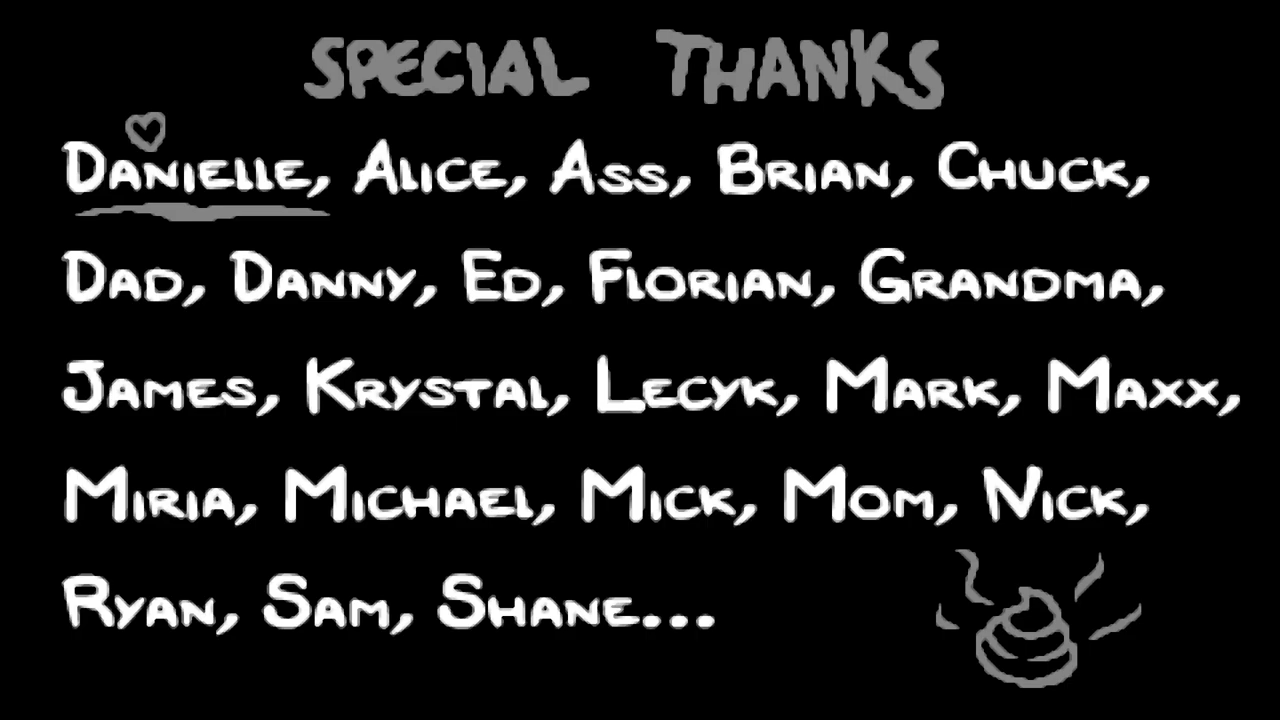 SPECIAL THANKS
DANIELLE, ALICE, ASS, BRIAN, CHUCK,
DAD, DANNY, ED, FLORIAN, GRANDMA,
JAMES, KRYSTAL, LECYK, MARK, MAXX,
MIRIA, MICHAEL, MICK, MOM, NICK,
RYAN, SAM, SHANE...